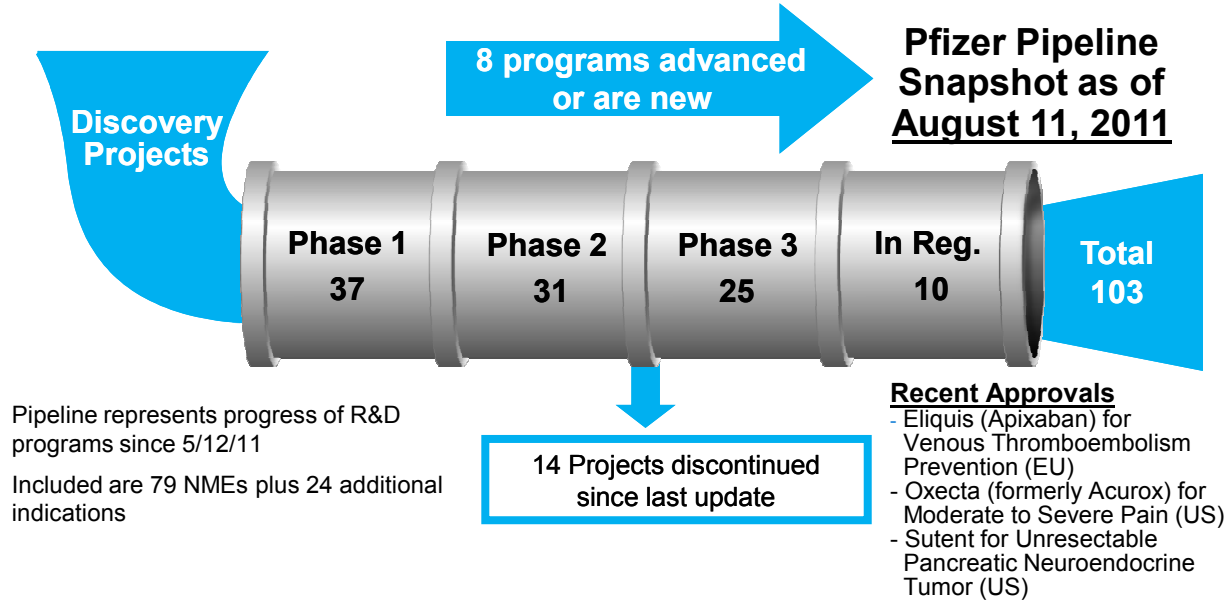 8 programs advanced
or are new
Pfizer Pipeline
Snapshot as of
August 11, 2011
Discovery
Projects
Phase 1
37
Phase 2
31
Phase 3
25
In Reg.
10
Total
103
Pipeline represents progress of R&D
programs since 5/12/11
Included are 79 NMEs plus 24 additional
indications
14 Projects discontinued
since last update
Recent Approvals
- Eliquis (Apixaban) for
Venous Thromboembolism
Prevention (EU)
- Oxecta (formerly Acurox) for
Moderate to Severe Pain (US)
- Sutent for Unresectable
Pancreatic Neuroendocrine
Tumor (US)